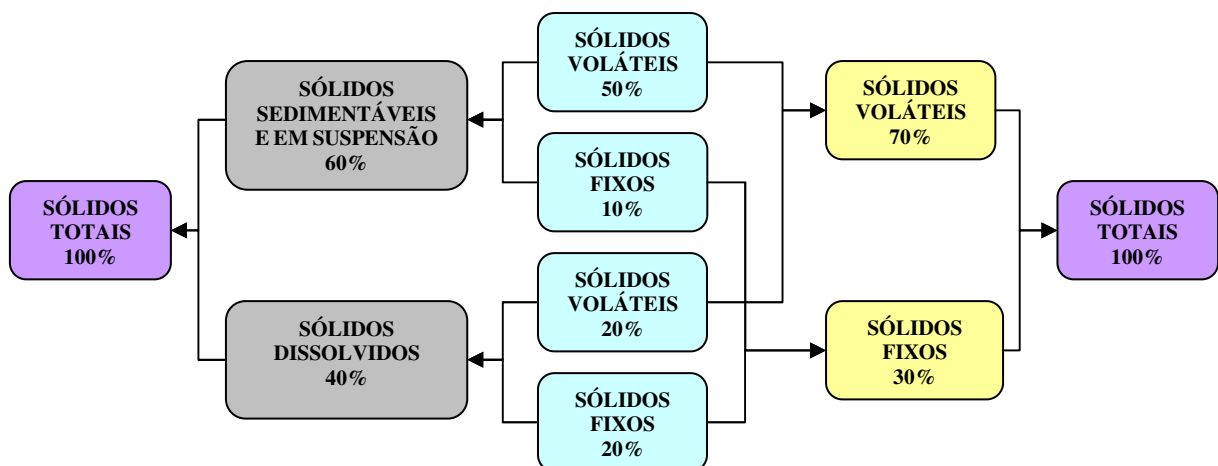 SÓLIDOS
TOTAIS
100%
SÓLIDOS
SEDIMENTÁVEIS
E EM SUSPENSÃO
60%
SÓLIDOS
DISSOLVIDOS
40%
SÓLIDOS
VOLÁTEIS
50%
SÓLIDOS
FIXOS
10%
SÓLIDOS
VOLÁTEIS
20%
SÓLIDOS
FIXOS
20%
SÓLIDOS
VOLÁTEIS
70%
SÓLIDOS
FIXOS
30%
SÓLIDOS
TOTAIS
100%